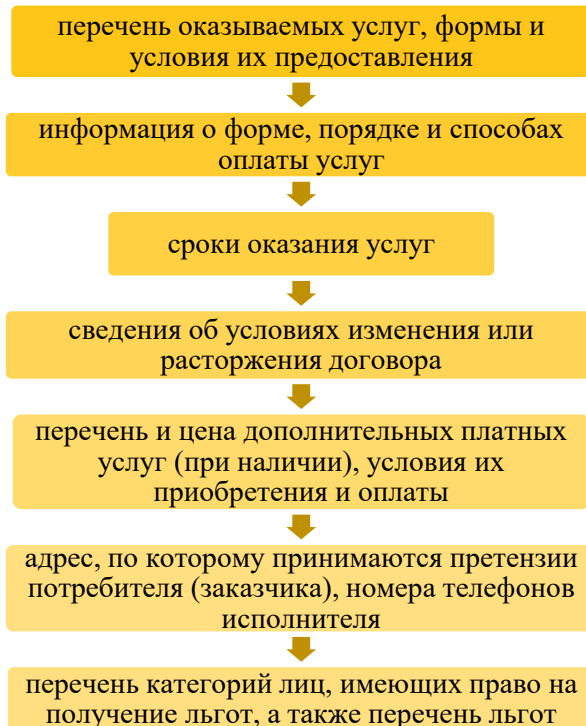 перечень оказываемых услуг, формы и
условия их предоставления
информация о форме, порядке и способах
оплаты услуг
сроки оказания услуг
сведения об условиях изменения или
расторжения договора
перечень и цена дополнительных платных
услуг (при наличии), условия их
приобретения и оплаты
адрес, по которому принимаются претензии
потребителя (заказчика), номера телефонов
исполнителя
перечень категорий лиц, имеющих право на
получение льгот, а также перечень льгот